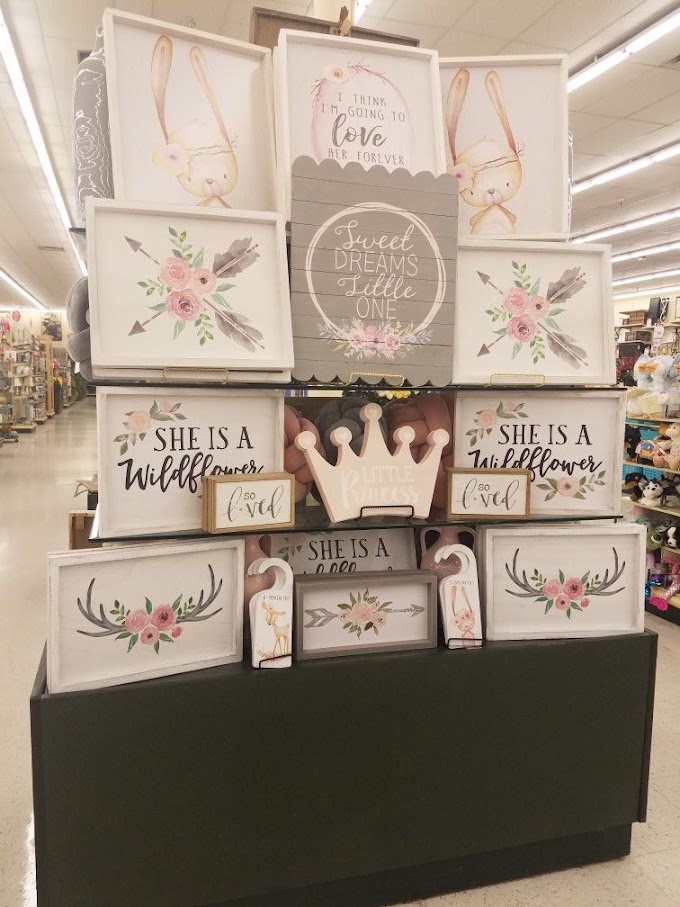 I THINK
I'M GOING TO
love
HER FOREVER
Sweet
DREAMS
Little
ONE
SHE IS A
Wildflower
LITTLE
Princess
SHE IS A
Wildflower
SO
loved
SO
loved
SHE IS A